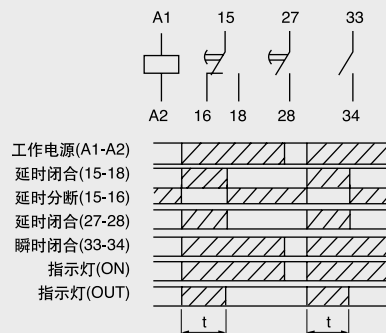 A1 15 27 33
A2 16 18 28 34
工作电源(A1-A2)
延时闭合(15-18)
延时分断(15-16)
延时闭合(27-28)
瞬时闭合(33-34)
指示灯(ON)
指示灯(OUT)
t t